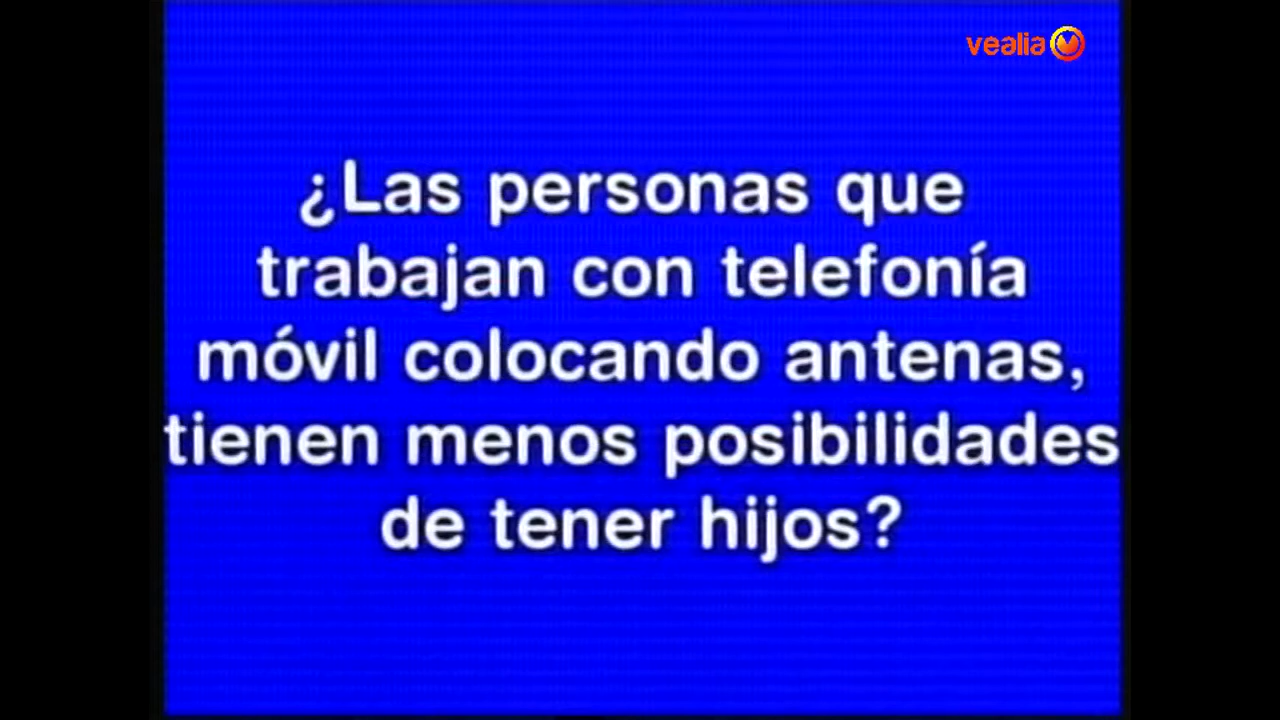 vealia
¿Las personas que
trabajan con telefonía
móvil colocando antenas,
tienen menos posibilidades
de tener hijos?